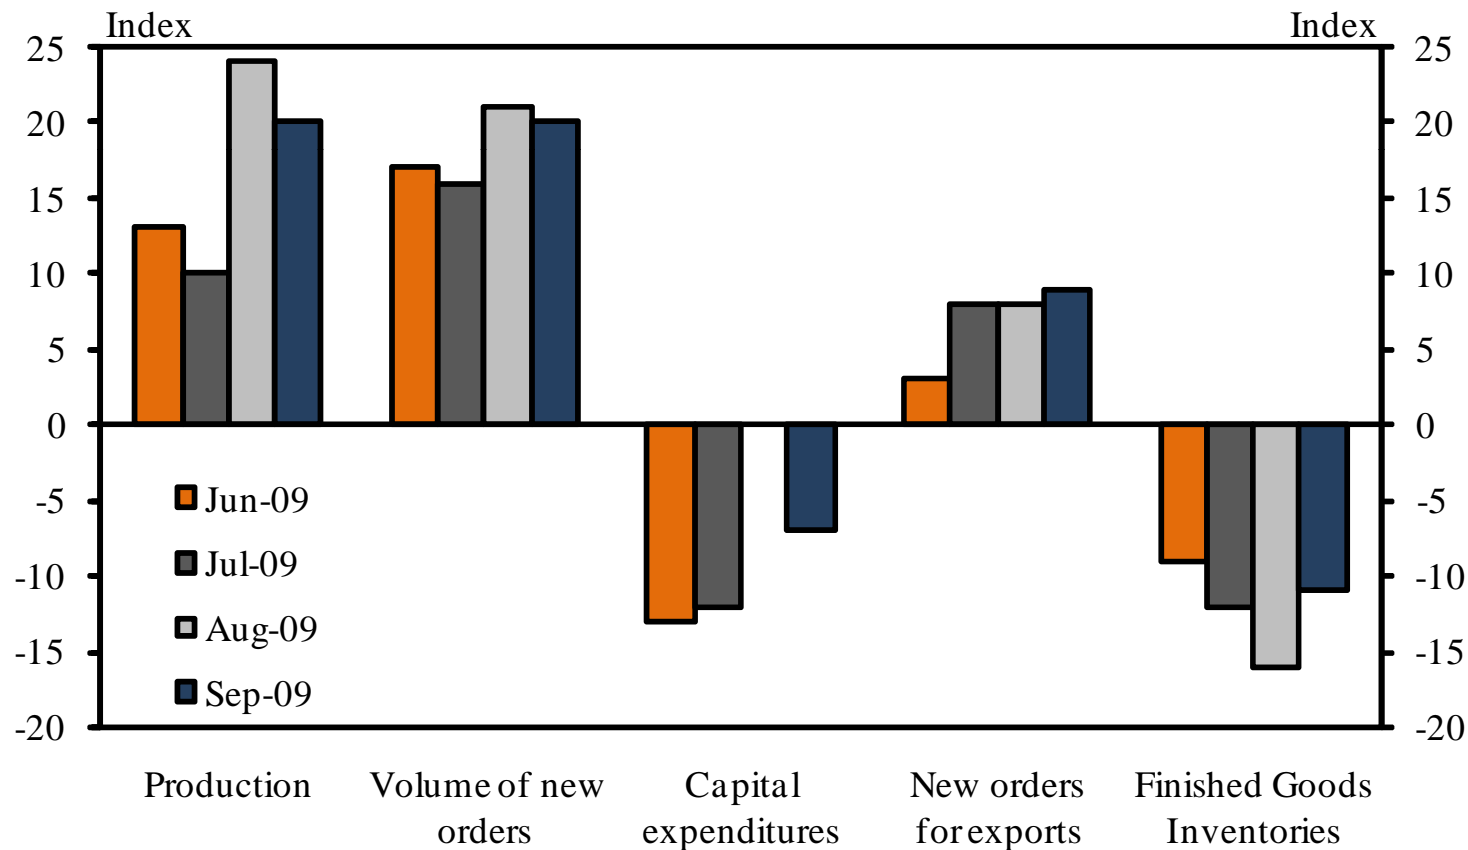 Index Index
25 25
20 20
15 15
10 10
5 5
0 0
-5 -5
-10 -10
-15 -15
-20 -20
Jun-09
Jul-09
Aug-09
Sep-09
Production
Volume of new
orders
Capital
expenditures
New orders
for exports
Finished Goods
Inventories